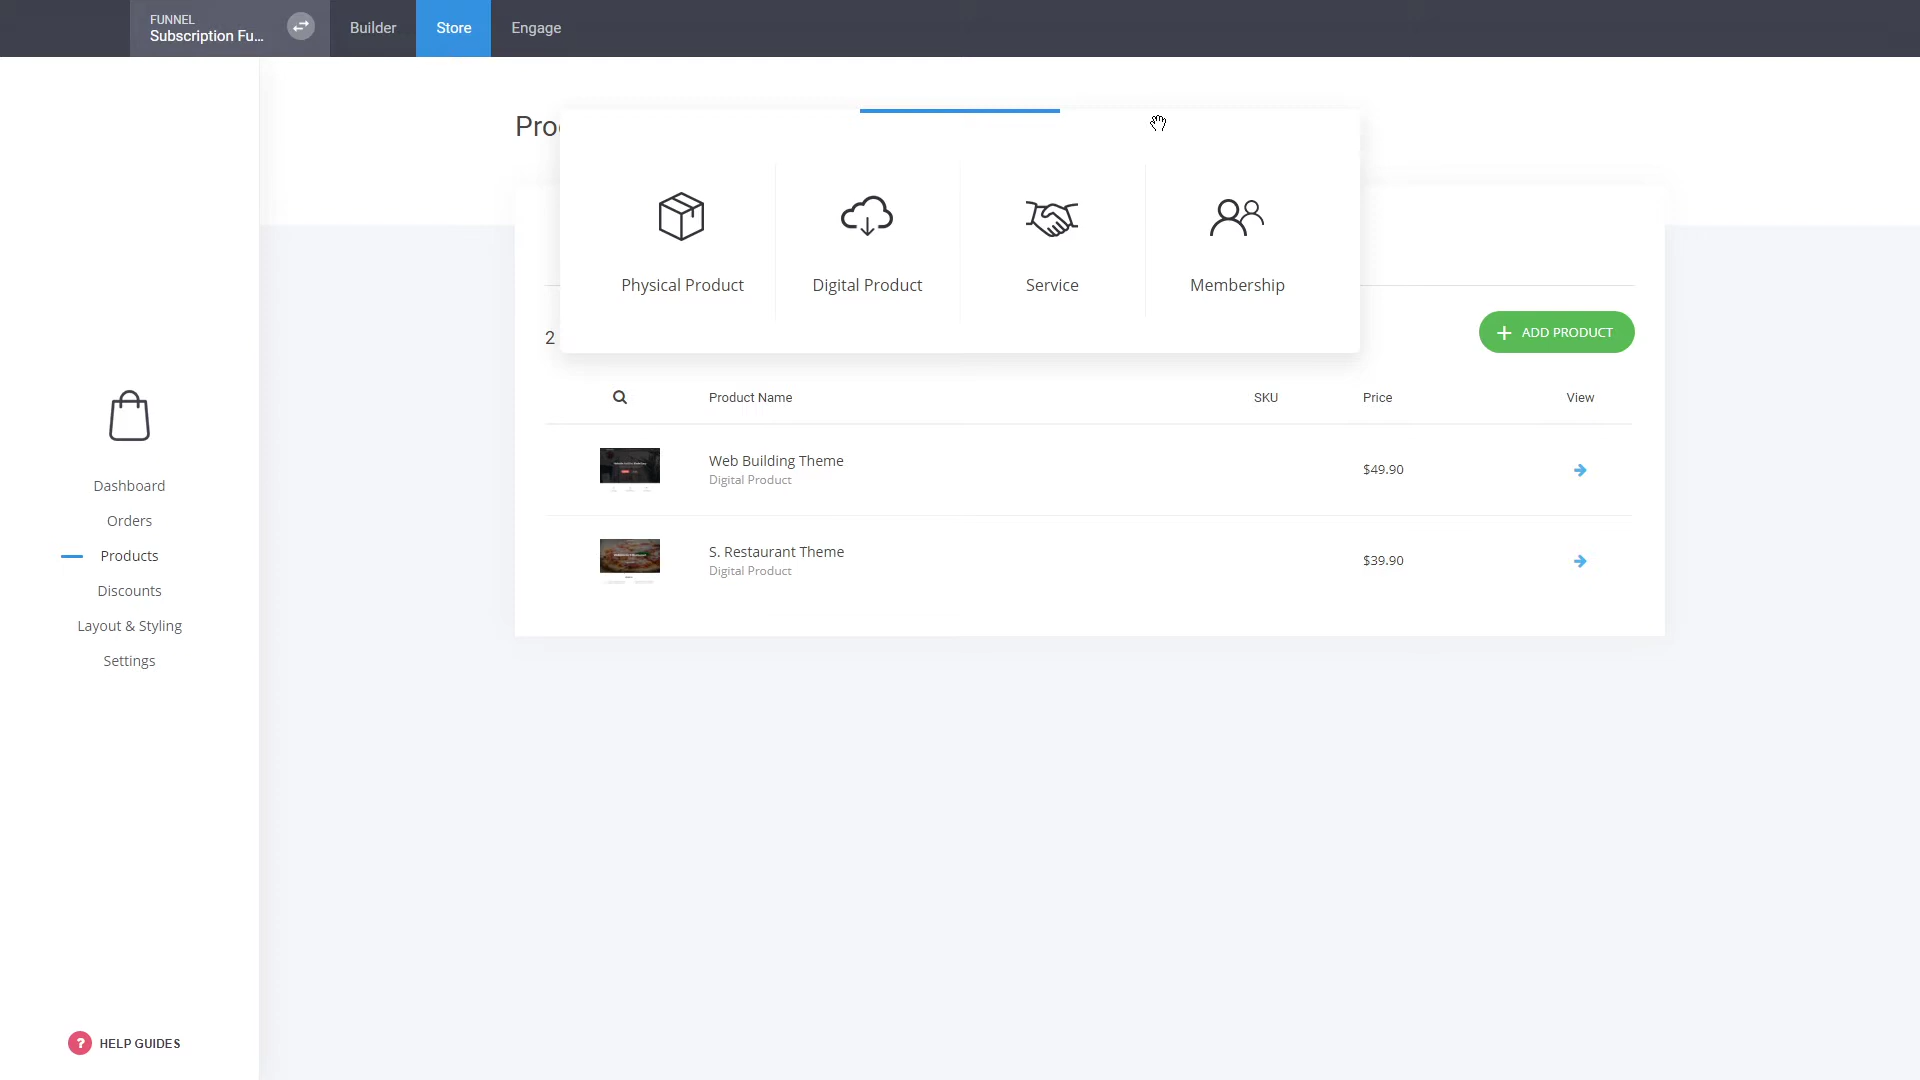 FUNNEL
Subscription Fu...
Builder
Store
Engage
Pro
Physical Product
Digital Product
Service
Membership
2
ADD PRODUCT
Product Name
SKU
Price
View
Web Building Theme
Digital Product
$49.90
S. Restaurant Theme
Digital Product
$39.90
Dashboard
Orders
Products
Discounts
Layout & Styling
Settings
? HELP GUIDES